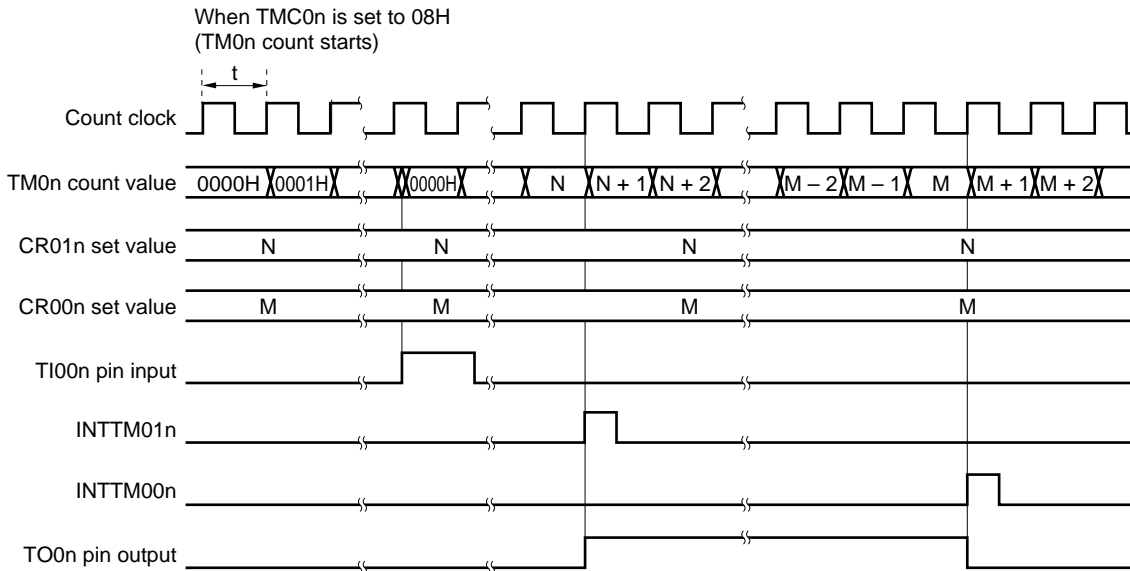 When TMC0n is set to 08H
(TM0n count starts)
t
Count clock
TM0n count value 0000H 0001H 0000H N N + 1 N + 2 M – 2 M – 1 M M + 1 M + 2
CR01n set value N N N N
CR00n set value M M M M
TI00n pin input
INTTM01n
INTTM00n
TO0n pin output